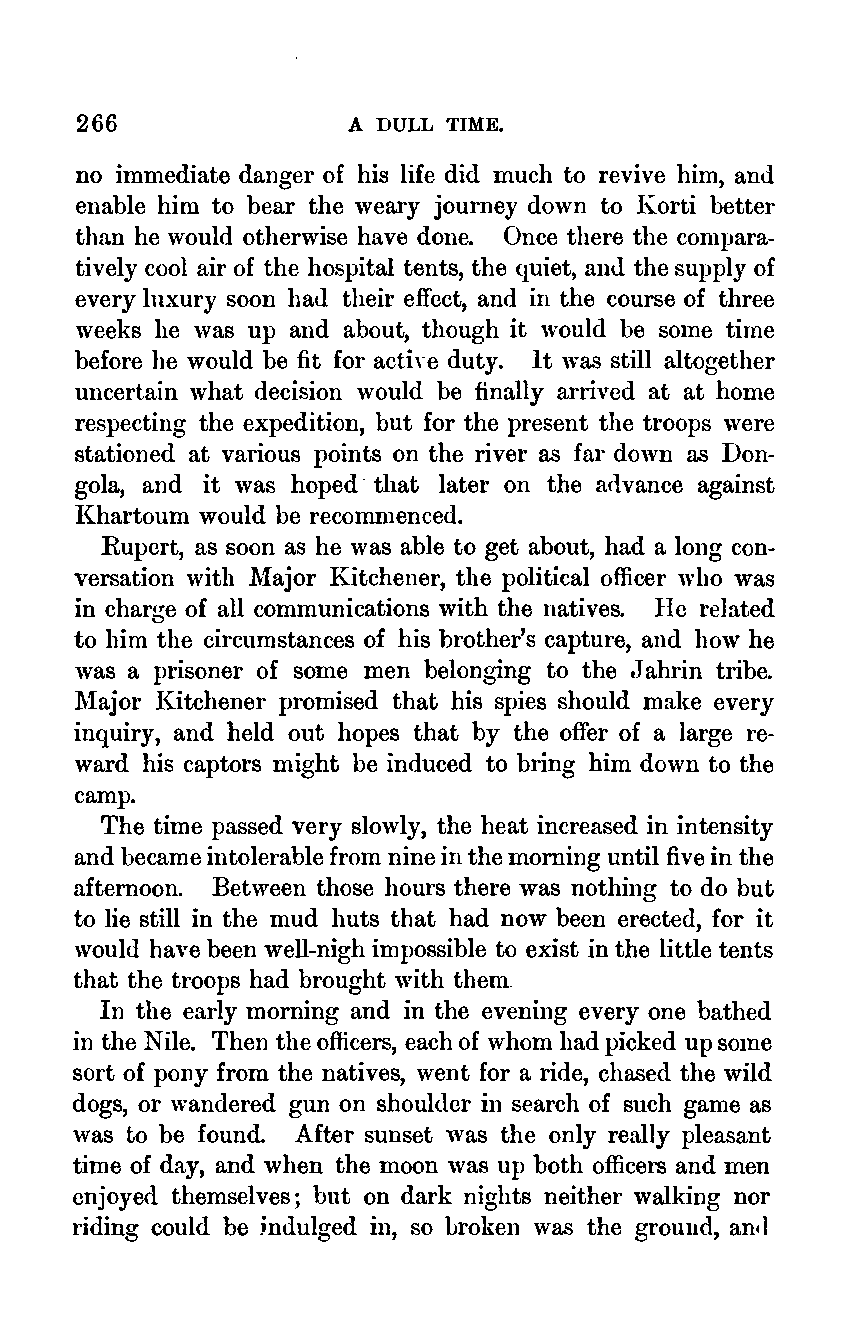 266 A DULL TIME.
no immediate danger of his life did much to revive him, and
enable him to bear the weary journey down to Korti better
than he would otherwise have done. Once there the compara-
tively cool air of the hospital tents, the quiet, and the supply of
every luxury soon had their effect, and in the course of three
weeks he was up and about, though it would be some time
before he would be fit for active duty. It was still altogether
uncertain what decision would be finally arrived at at home
respecting the expedition, but for the present the troops were
stationed at various points on the river as far down as Don-
gola, and it was hoped that later on the advance against
Khartoum would be recommenced.
Rupert, as soon as he was able to get about, had a long con-
versation with Major Kitchener, the political officer who was
in charge of all communications with the natives. He related
to him the circumstances of his brother's capture, and how he
was a prisoner of some men belonging to the Jahrin tribe.
Major Kitchener promised that his spies should make every
inquiry, and held out hopes that by the offer of a large re-
ward his captors might be induced to bring him down to the
camp.
The time passed very slowly, the heat increased in intensity
and became intolerable from nine in the morning until five in the
afternoon. Between those hours there was nothing to do but
to lie still in the mud huts that had now been erected, for it
would have been well-nigh impossible to exist in the little tents
that the troops had brought with them.
In the early morning and in the evening every one bathed
in the Nile. Then the officers, each of whom had picked up some
sort of pony from the natives, went for a ride, chased the wild
dogs, or wandered gun on shoulder in search of such game as
was to be found. After sunset was the only really pleasant
time of day, and when the moon was up both officers and men
enjoyed themselves; but on dark nights neither walking nor
riding could be indulged in, so broken was the ground, and